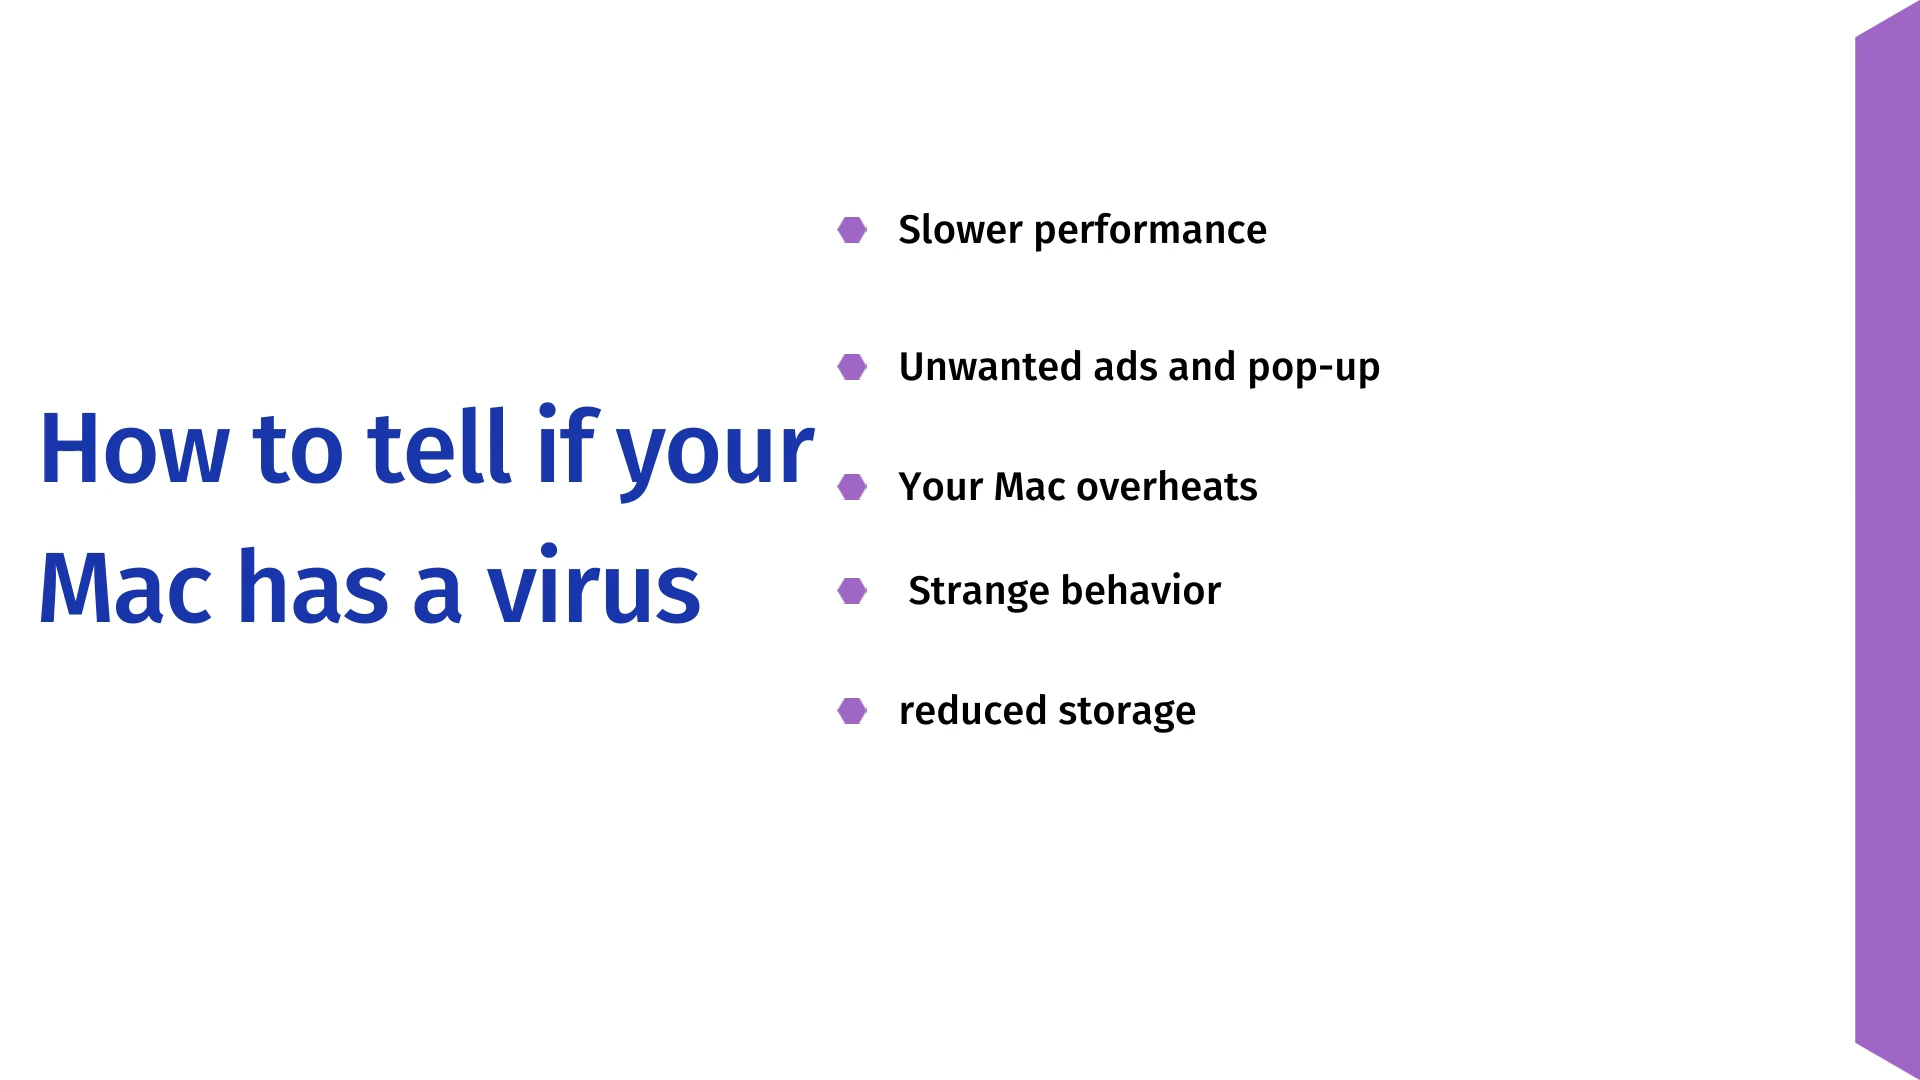 How to tell if your
Mac has a virus
Slower performance
Unwanted ads and pop-up
Your Mac overheats
Strange behavior
reduced storage